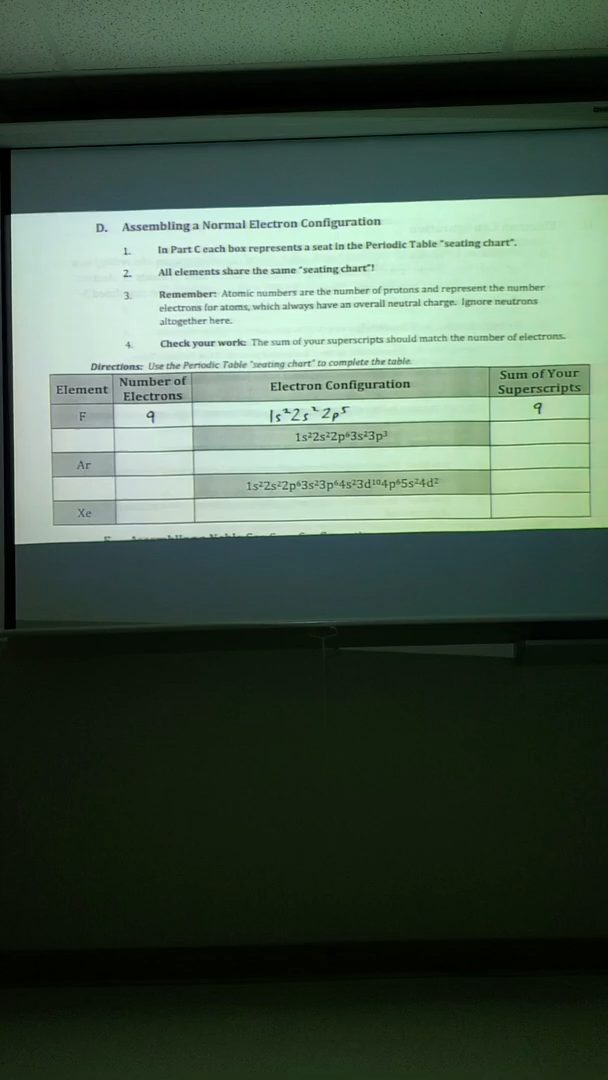 D. Assembling a Normal Electron Configuration
1. In Part C each box represents a seat in the Periodic Table "seating chart".
2. All elements share the same "seating chart"!
3. Remember: Atomic numbers are the number of protons and represent the number
electrons for atoms, which always have an overall neutral charge. Ignore neutrons
altogether here.
4. Check your work: The sum of your superscripts should match the number of electrons.
Directions: Use the Periodic Table "seating chart" to complete the table.
Element Number of Electrons Electron Configuration Sum of Your Superscripts
F 9 1s²2s²2p⁵ 9
1s²2s²2p⁶3s²3p³
Ar
1s²2s²2p⁶3s²3p⁶4s²3d¹⁰4p⁶5s²4d²
Xe